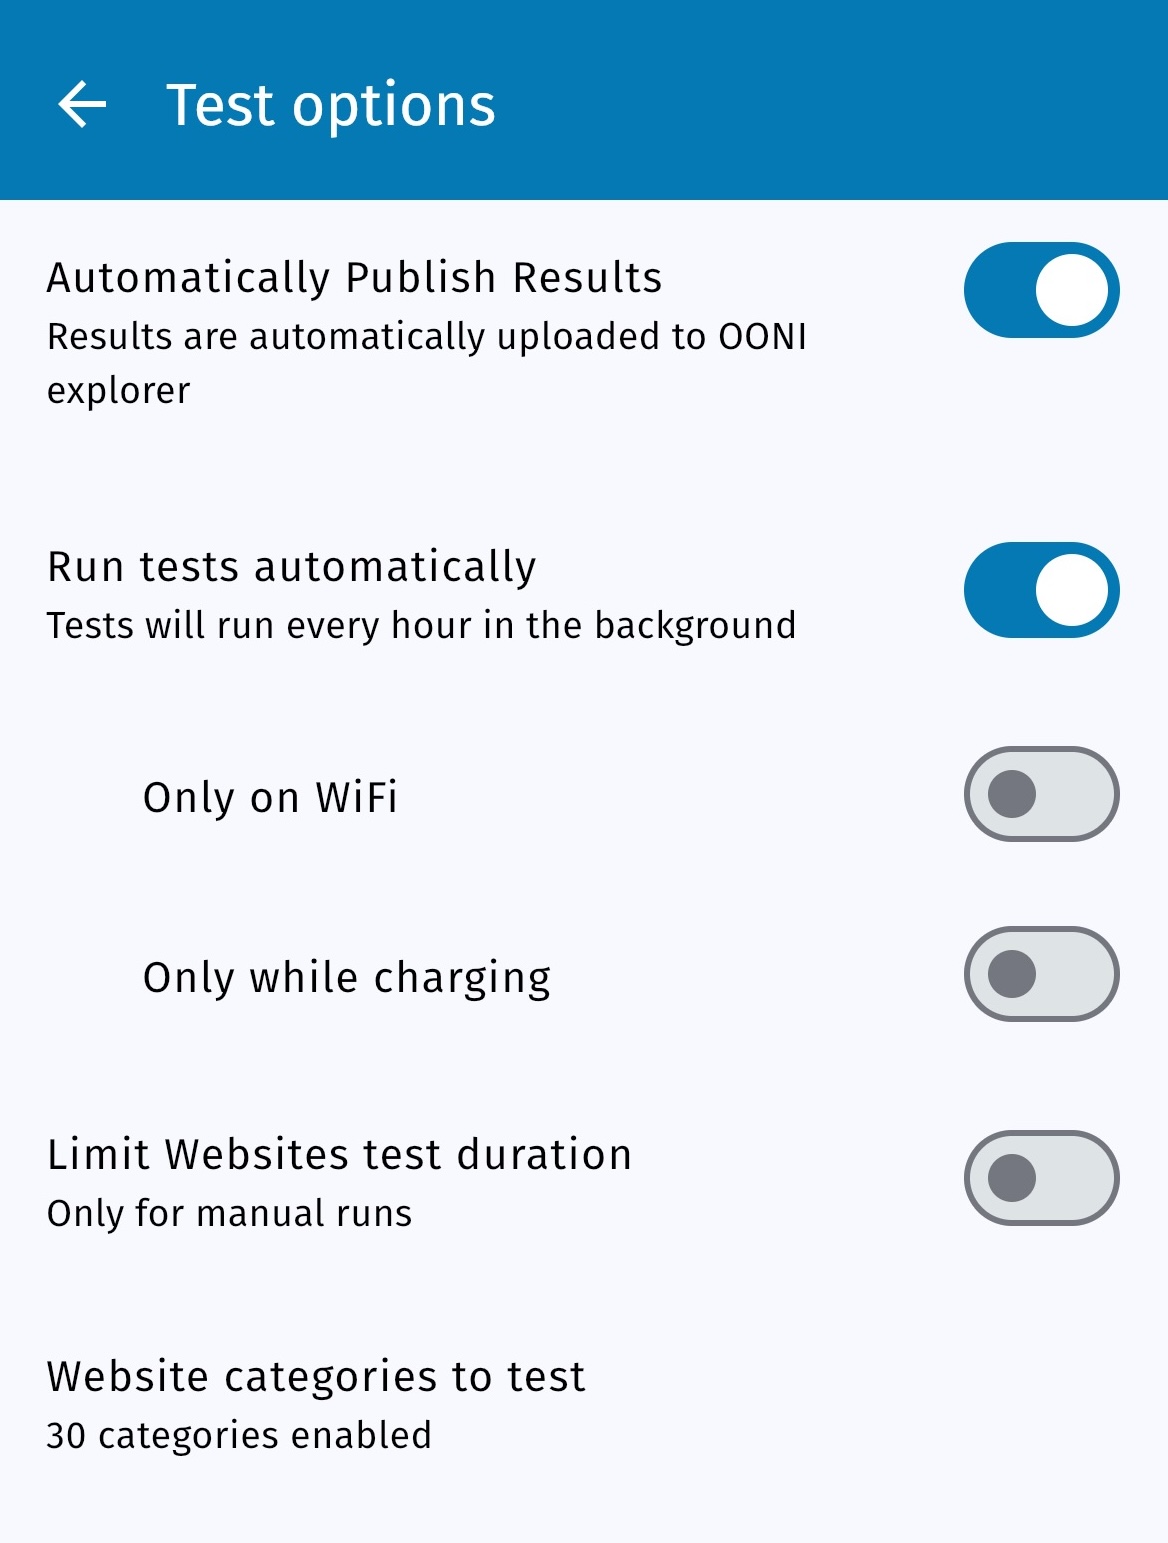 Test options
Automatically Publish Results
Results are automatically uploaded to OONI
explorer
Run tests automatically
Tests will run every hour in the background
Only on WiFi
Only while charging
Limit Websites test duration
Only for manual runs
Website categories to test
30 categories enabled